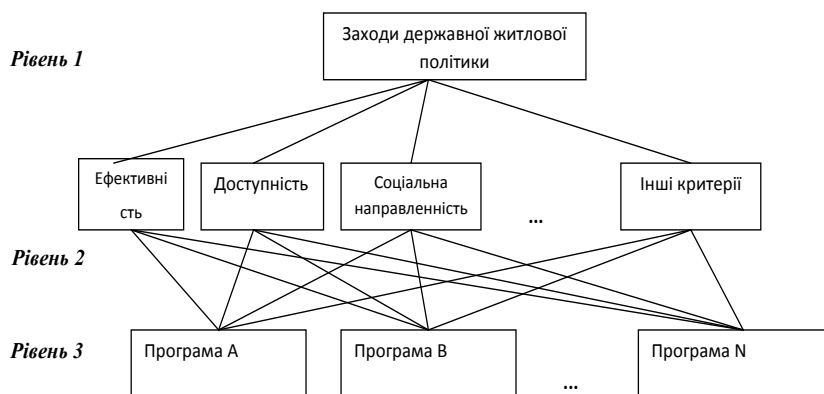 Заходи державної житлової
політики
Рівень 1
Ефективні
сть
Доступність
Соціальна
направленність
...
Інші критерії
Рівень 2
Рівень 3
Програма А
Програма В
...
Програма N